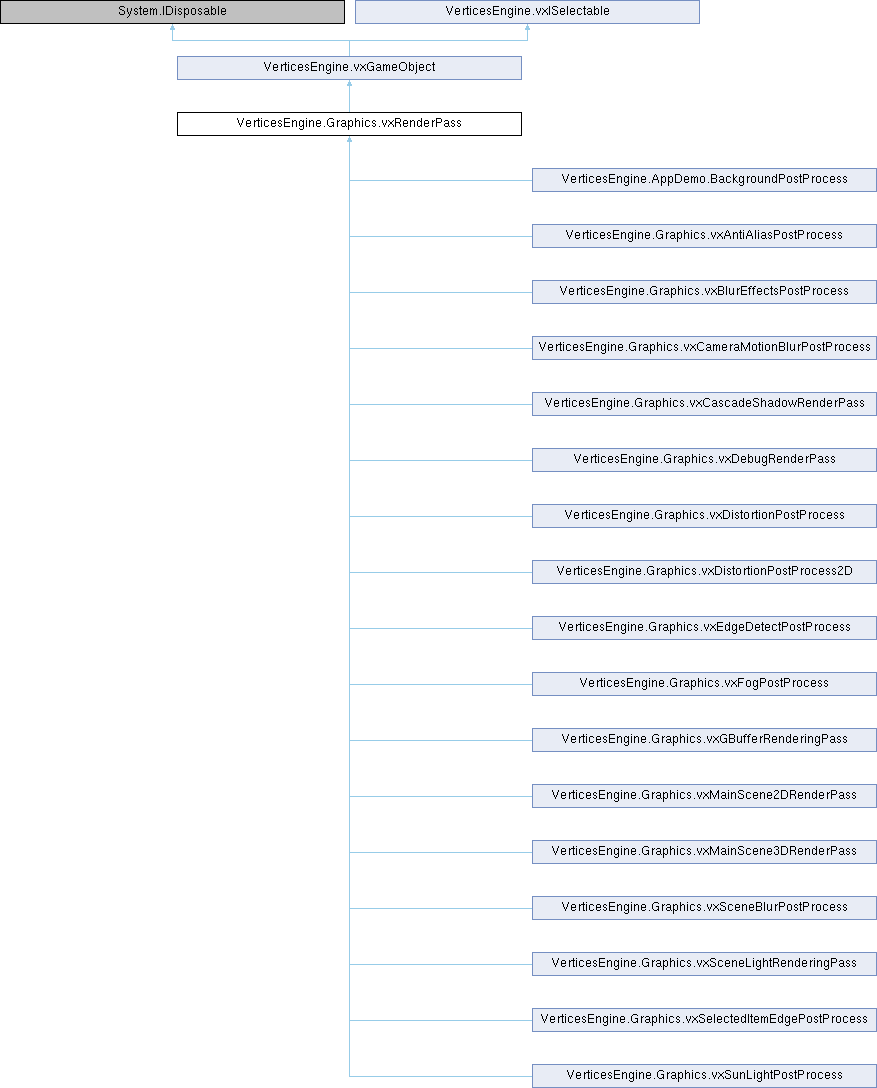 System.IDisposable
VerticesEngine.vxISelectable
VerticesEngine.vxGameObject
VerticesEngine.Graphics.vxRenderPass
VerticesEngine.AppDemo.BackgroundPostProcess
VerticesEngine.Graphics.vxAntiAliasPostProcess
VerticesEngine.Graphics.vxBlurEffectsPostProcess
VerticesEngine.Graphics.vxCameraMotionBlurPostProcess
VerticesEngine.Graphics.vxCascadeShadowRenderPass
VerticesEngine.Graphics.vxDebugRenderPass
VerticesEngine.Graphics.vxDistortionPostProcess
VerticesEngine.Graphics.vxDistortionPostProcess2D
VerticesEngine.Graphics.vxEdgeDetectPostProcess
VerticesEngine.Graphics.vxFogPostProcess
VerticesEngine.Graphics.vxGBufferRenderingPass
VerticesEngine.Graphics.vxMainScene2DRenderPass
VerticesEngine.Graphics.vxMainScene3DRenderPass
VerticesEngine.Graphics.vxSceneBlurPostProcess
VerticesEngine.Graphics.vxSceneLightRenderingPass
VerticesEngine.Graphics.vxSelectedItemEdgePostProcess
VerticesEngine.Graphics.vxSunLightPostProcess